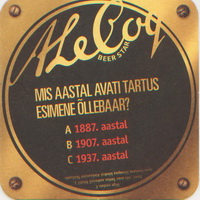 A Le Coq
BEER STAR
MIS AASTAL AVATI TARTUS
ESIMENE ÕLLEBAAR?
A 1887. aastal
B 1907. aastal
C 1937. aastal